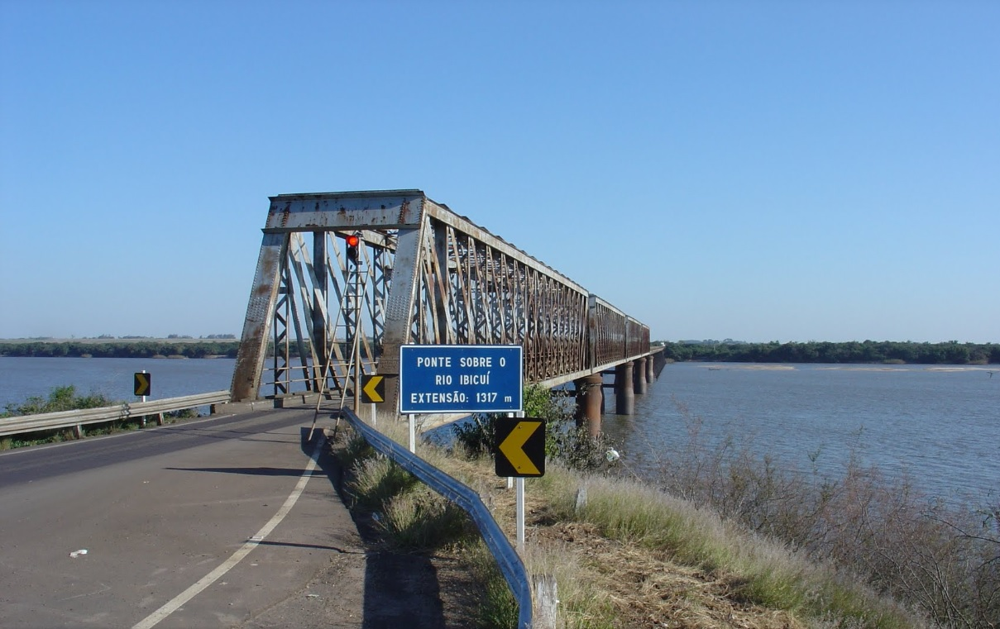 PONTE SOBRE O
RIO IBICUÍ
EXTENSÃO: 1317 m